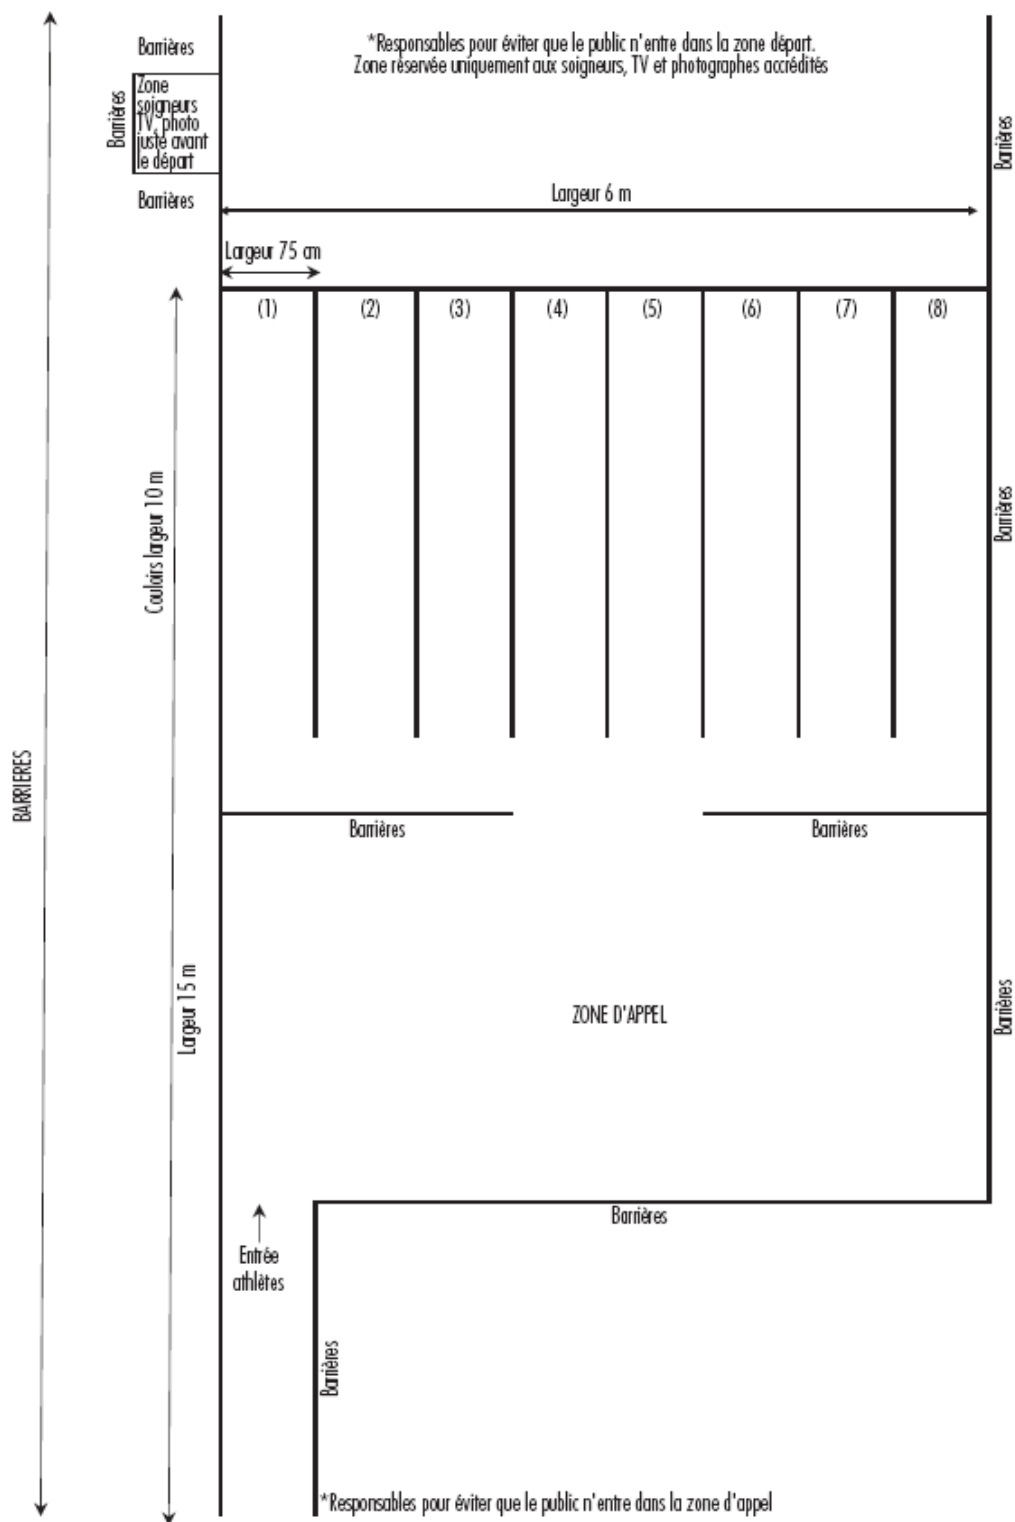 Barrières
*Responsables pour éviter que le public n'entre dans la zone départ.
Zone réservée uniquement aux soigneurs, TV et photographes accrédités
Barrières
Zone
soigneurs
TV, photo
juste avant
le départ
Barrières
Barrières
Largeur 6 m
Largeur 75 cm
(1)
(2)
(3)
(4)
(5)
(6)
(7)
(8)
Couloirs largeur 10 m
Barrières
BARRIERES
Barrières
Barrières
Largeur 15 m
ZONE D'APPEL
Barrières
Barrières
Entrée
athlètes
Barrières
*Responsables pour éviter que le public n'entre dans la zone d'appel